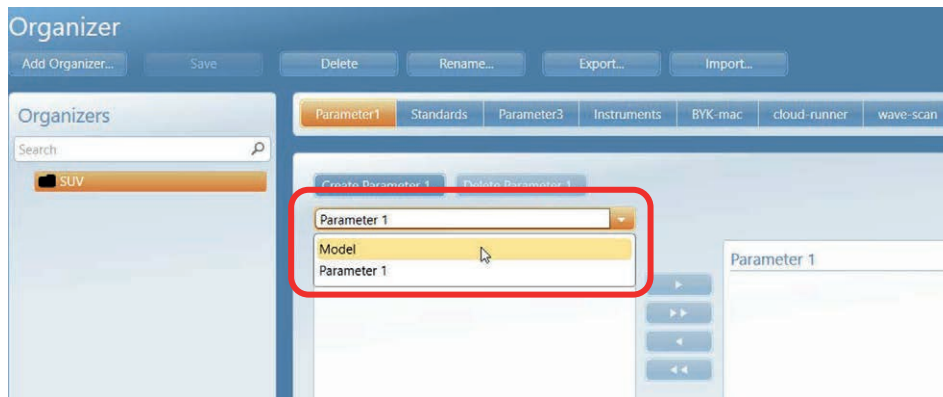 Organizer
Add Organizer... Save Delete Rename... Export... Import...
Organizers
Search
SUV
Parameter1 Standards Parameter3 Instruments BYK-mac cloud-runner wave-scan
Create Parameter 1 Delete Parameter 1
Parameter 1
Model
Parameter 1
Parameter 1